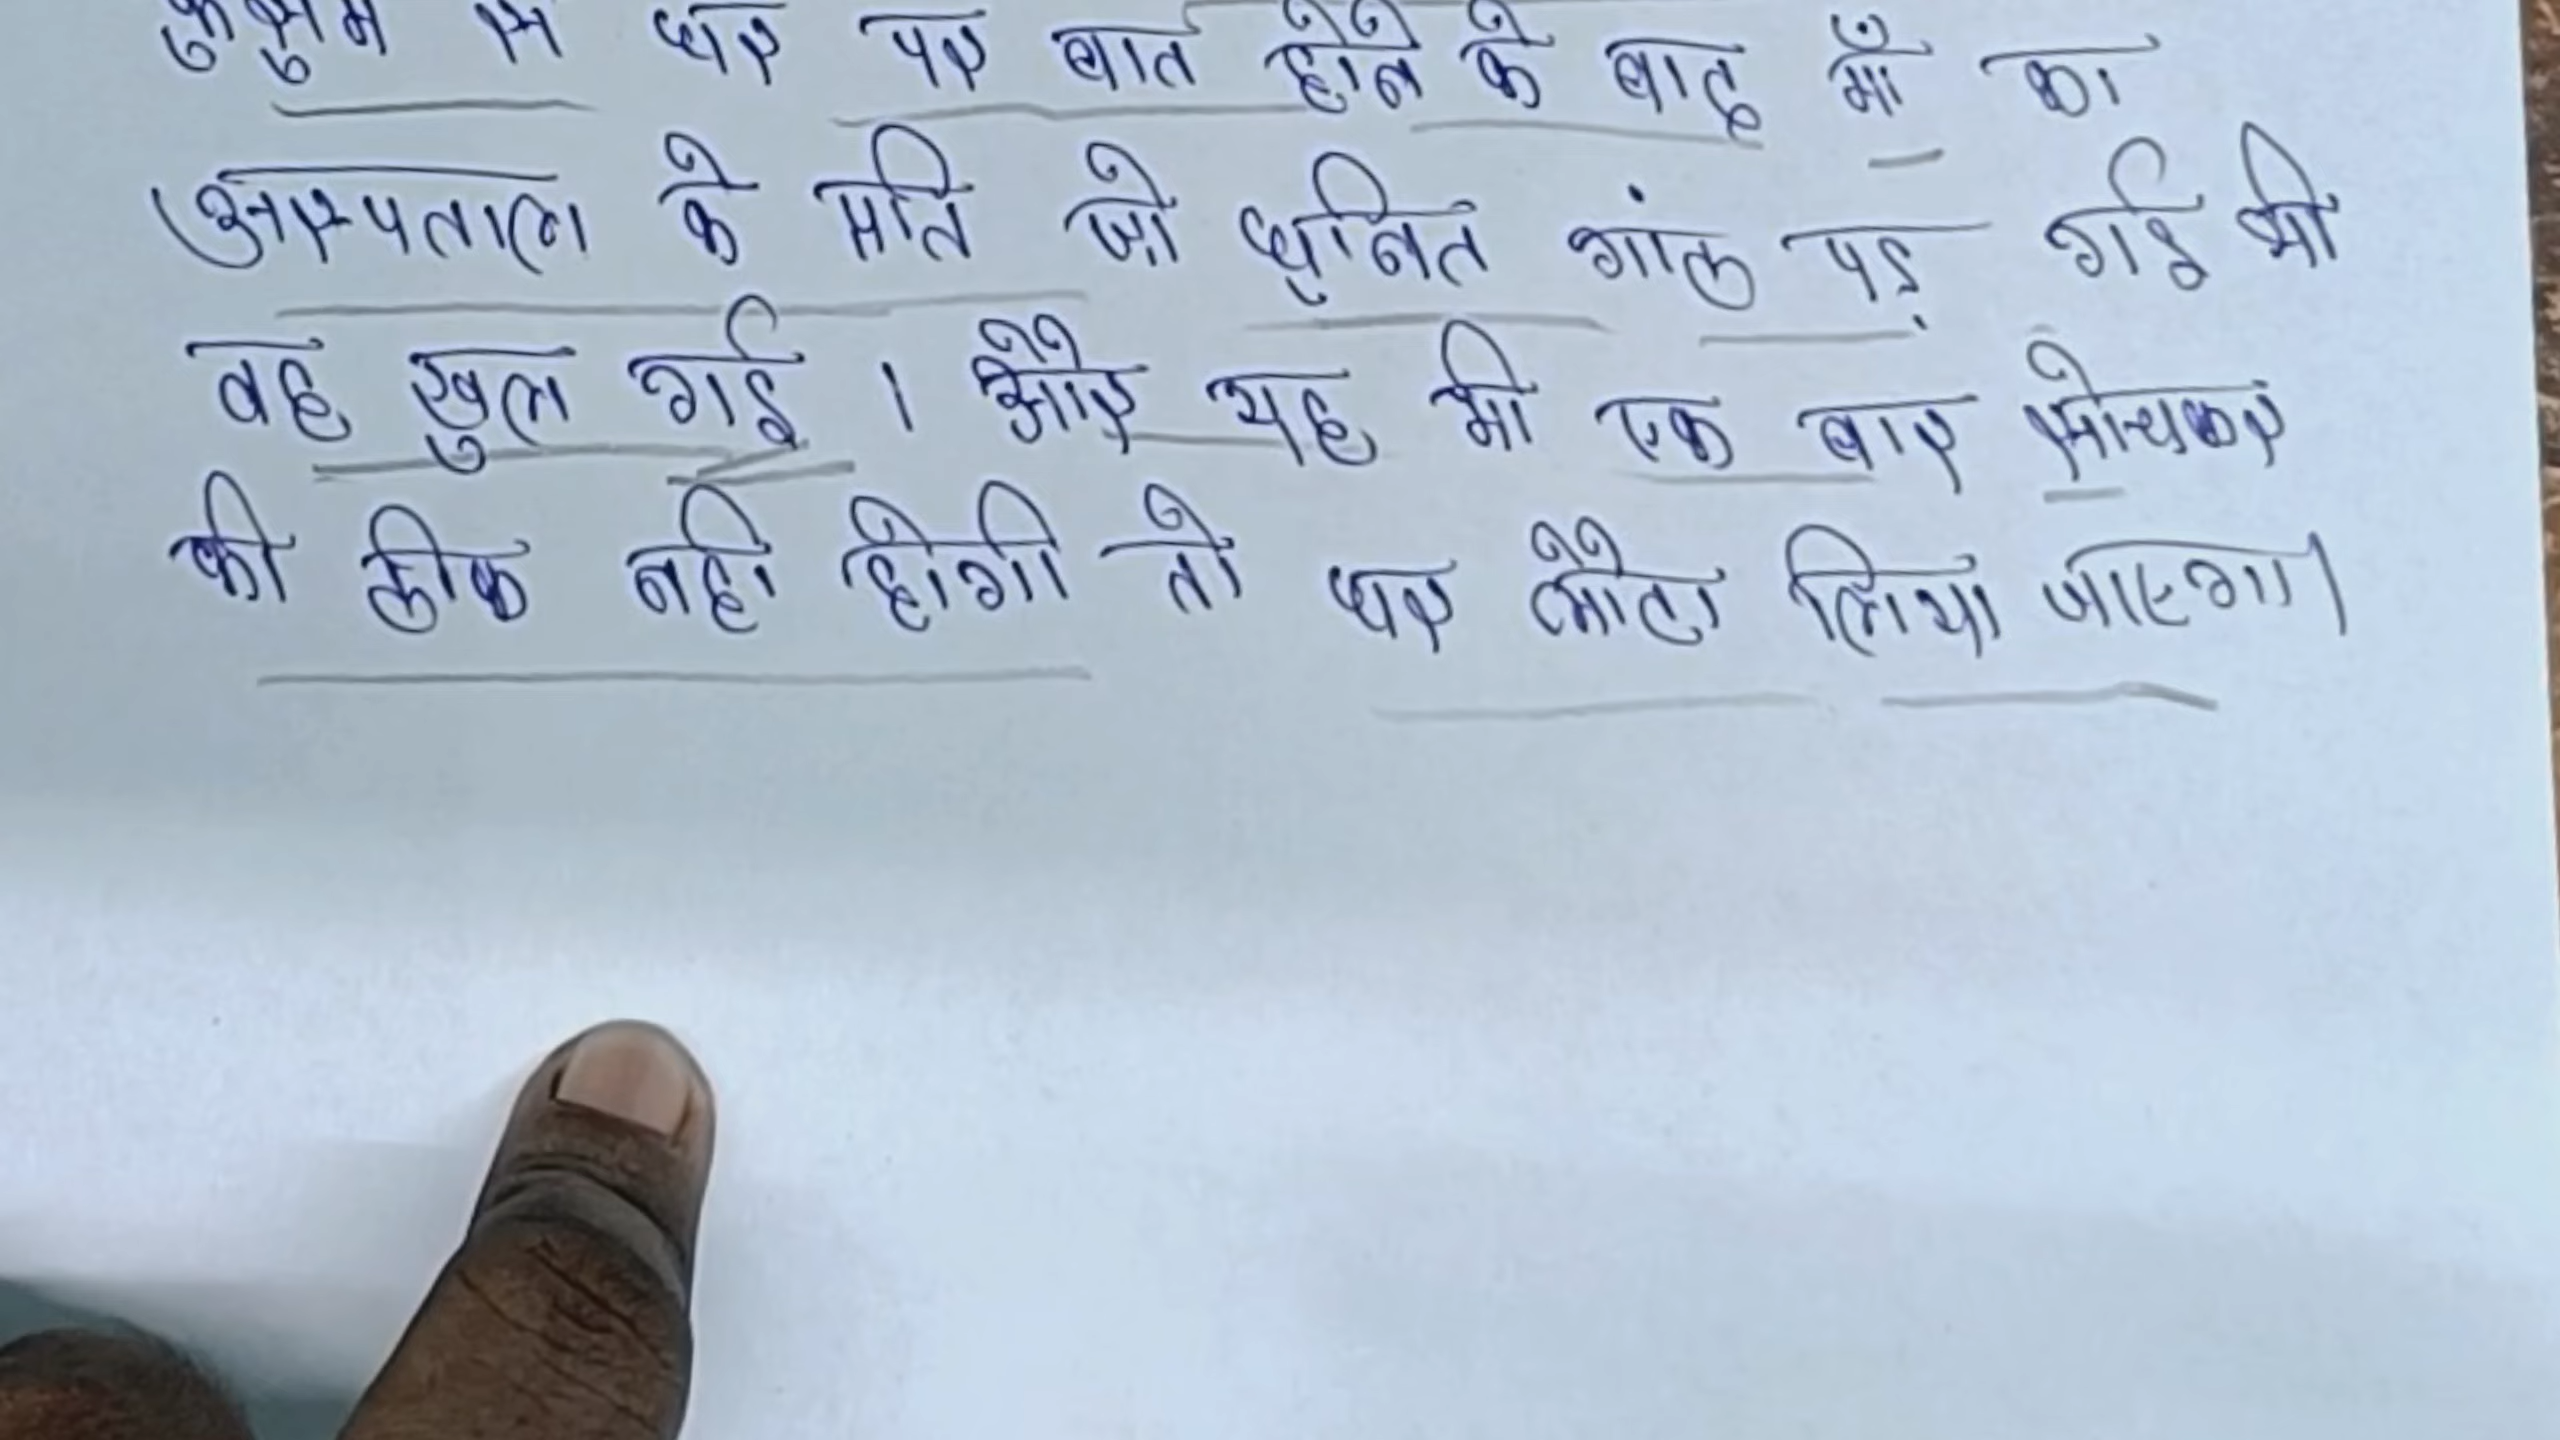 कुसुम से घर पर बात होने के बाद माँ का
अस्पताल के प्रति जो घृनित गांठ पड़ गई थी
वह खुल गई । और यह भी एक बार सोचकर
की ठीक नही होगी तो घर लौटा लिया जाएगा।